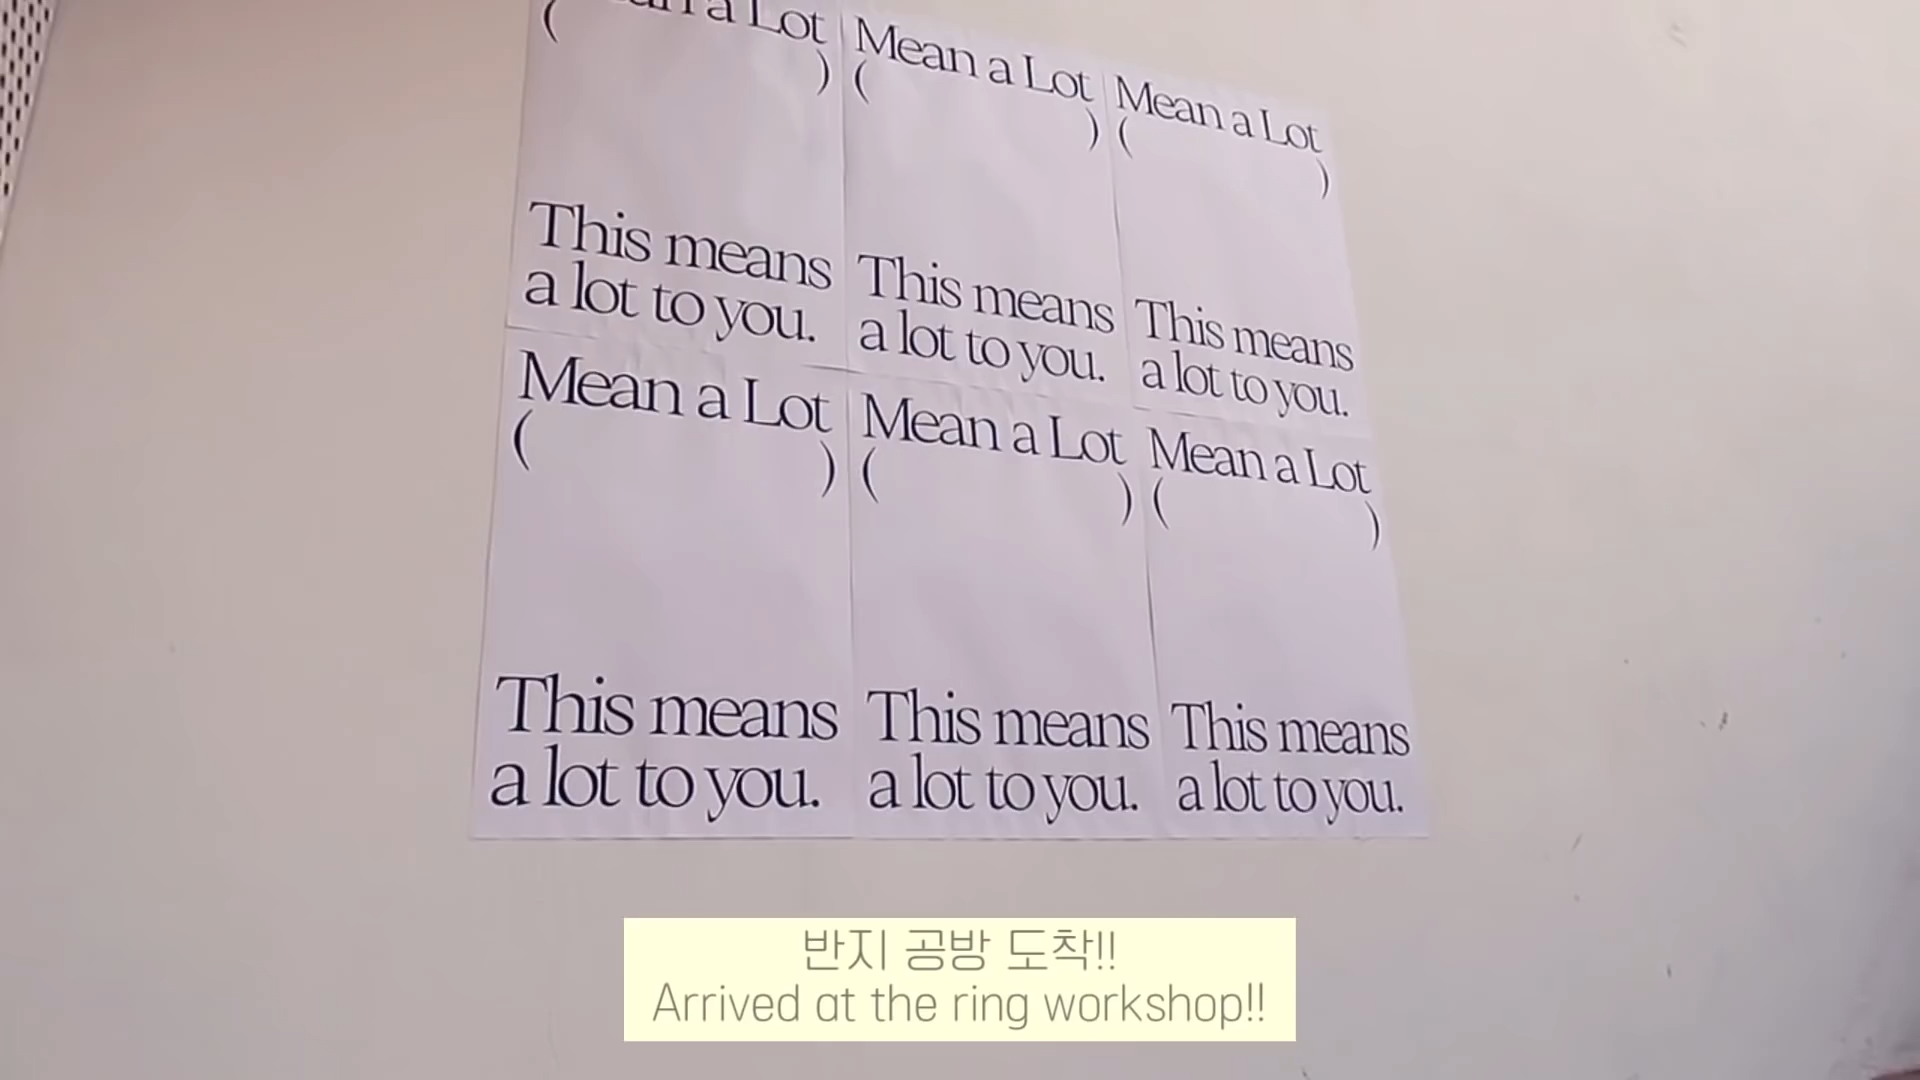 a Lot
( )
Mean a Lot
( )
Mean a Lot
( )
This means
a lot to you.
This means
a lot to you.
This means
a lot to you.
Mean a Lot
( )
Mean a Lot
( )
Mean a Lot
( )
This means
a lot to you.
This means
a lot to you.
This means
a lot to you.
반지 공방 도착!!
Arrived at the ring workshop!!